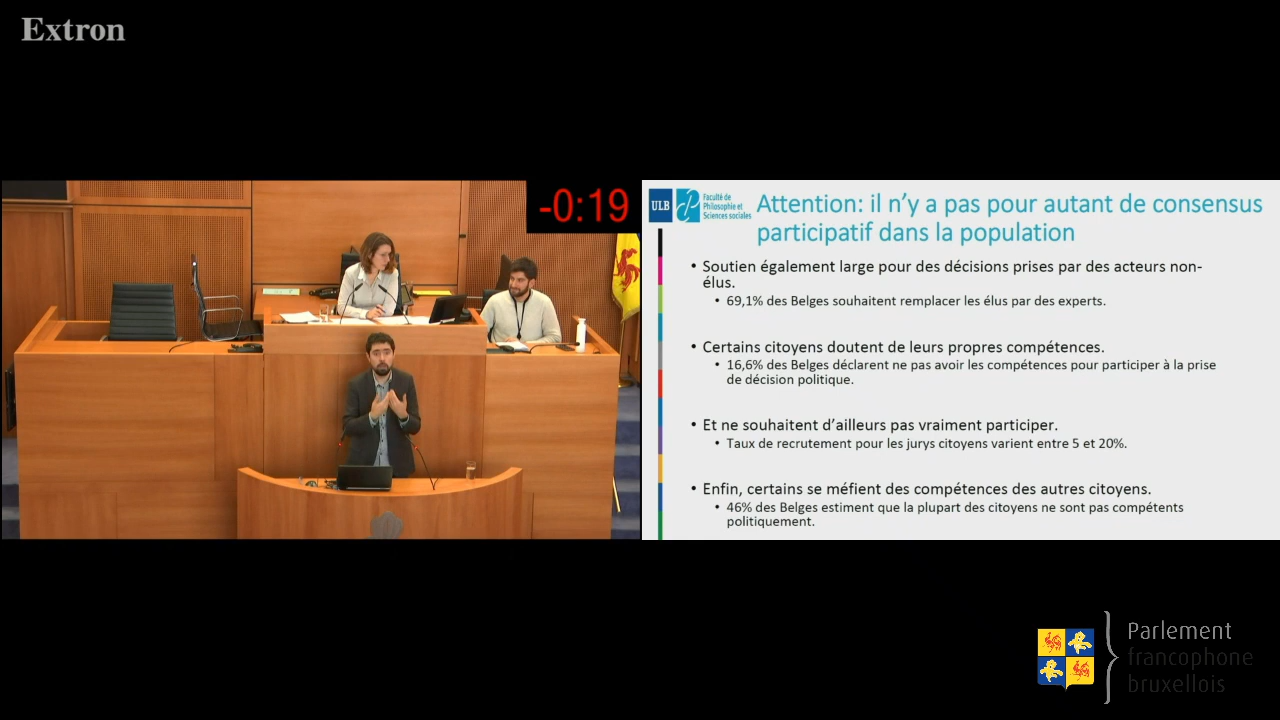 Extron
-0:19
ULB
Faculté de
Philosophie et
Sciences sociales
Attention: il n'y a pas pour autant de consensus
participatif dans la population
• Soutien également large pour des décisions prises par des acteurs non-
élus.
• 69,1% des Belges souhaitent remplacer les élus par des experts.
• Certains citoyens doutent de leurs propres compétences.
• 16,6% des Belges déclarent ne pas avoir les compétences pour participer à la prise
de décision politique.
• Et ne souhaitent d'ailleurs pas vraiment participer.
• Taux de recrutement pour les jurys citoyens varient entre 5 et 20%.
• Enfin, certains se méfient des compétences des autres citoyens.
• 46% des Belges estiment que la plupart des citoyens ne sont pas compétents
politiquement.
Parlement
francophone
bruxellois